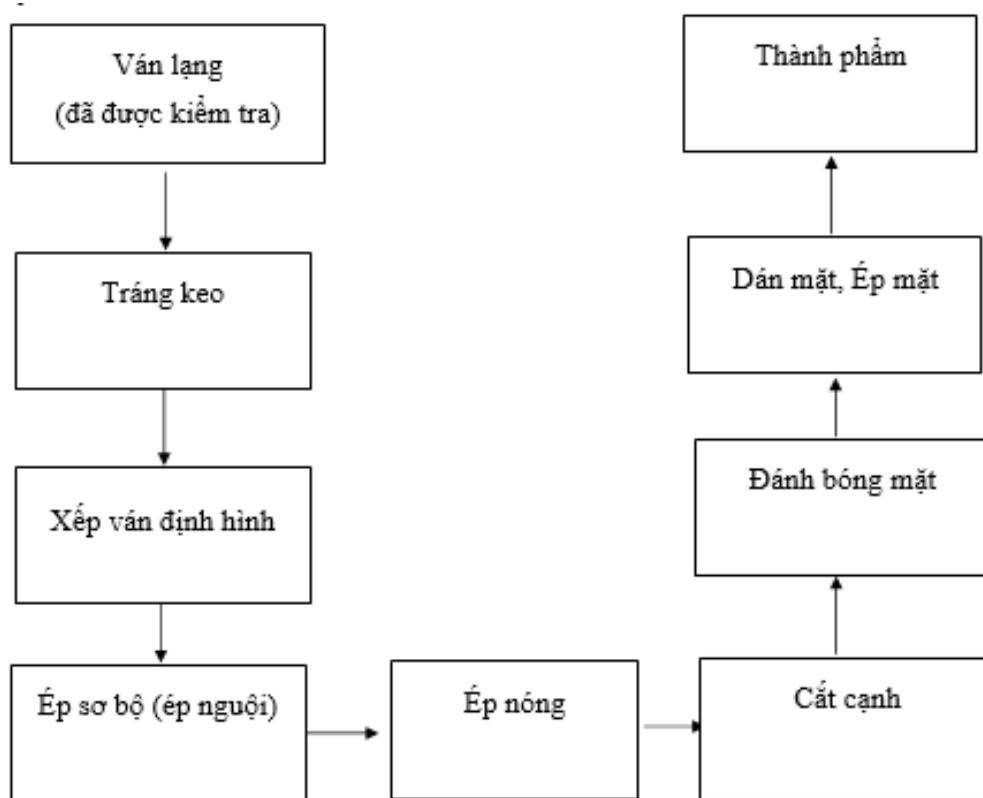 Ván lạng
(đã được kiểm tra)
Tráng keo
Xếp ván định hình
Ép sơ bộ (ép nguội)
Ép nóng
Cắt cạnh
Đánh bóng mặt
Dán mặt, Ép mặt
Thành phẩm